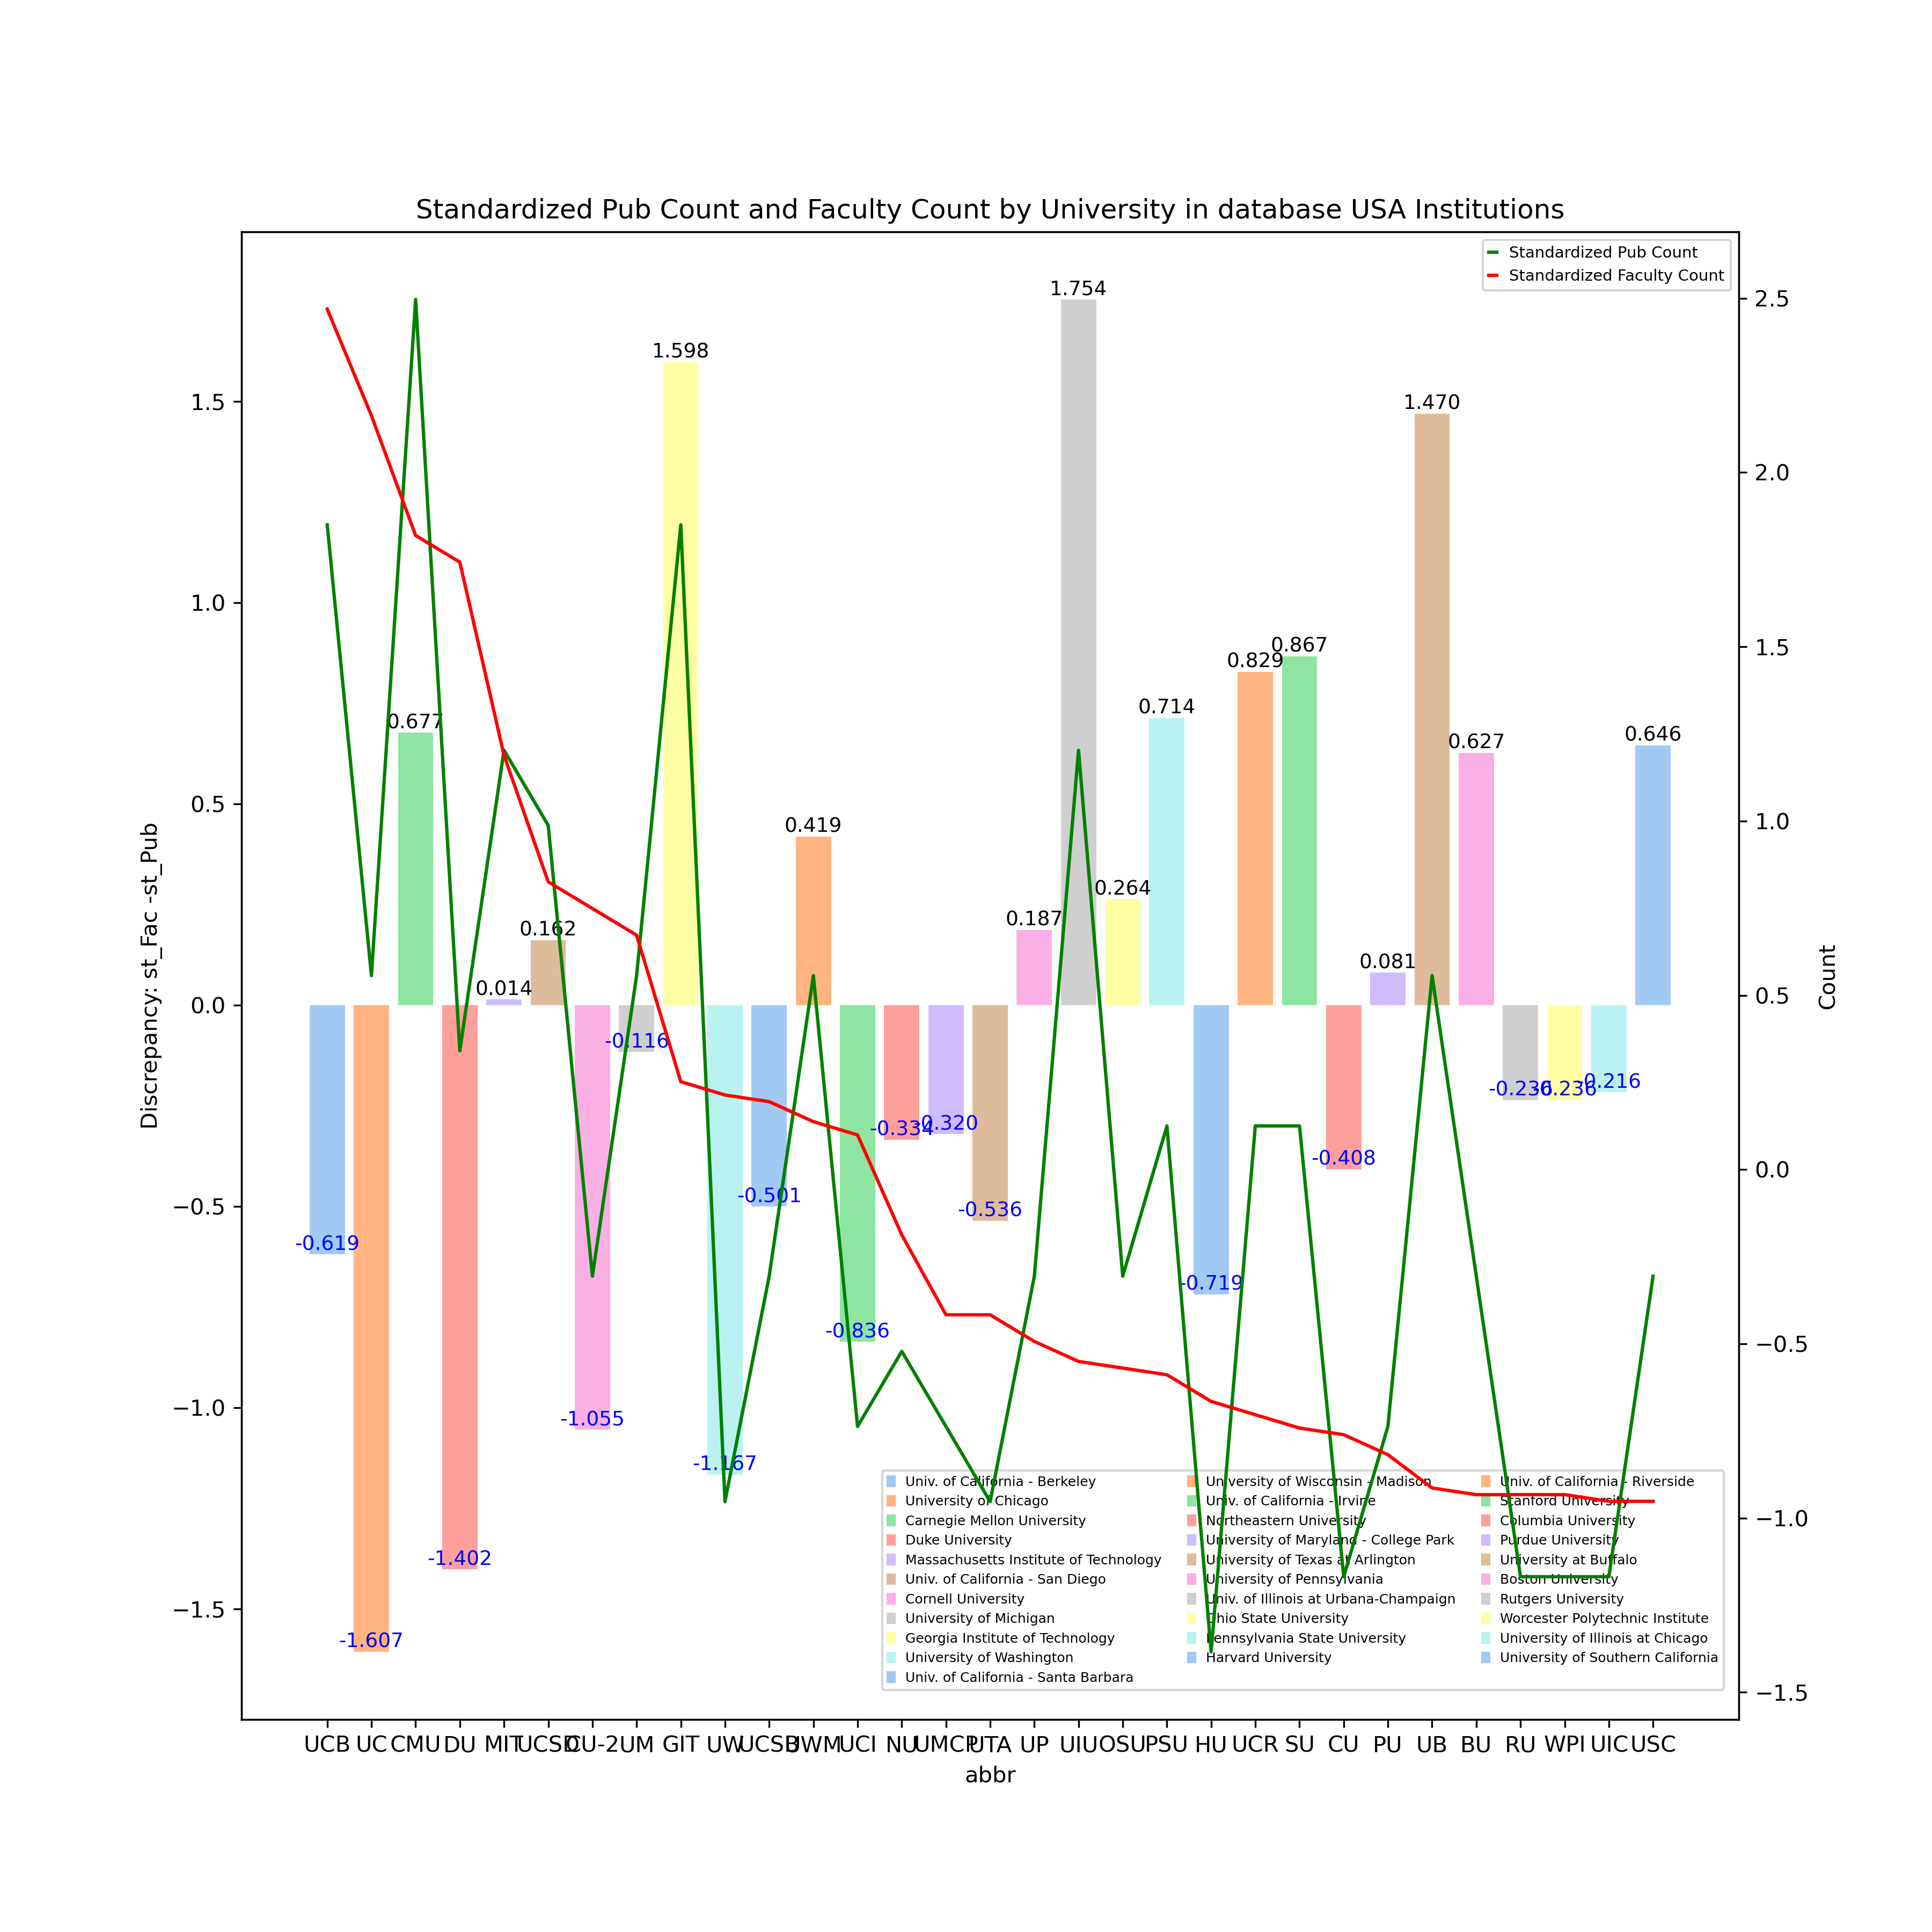 Standardized Pub Count and Faculty Count by University in database USA Institutions
Standardized Pub Count
Standardized Faculty Count
Discrepancy: st_Fac -st_Pub
1.5
1.0
0.5
0.0
−0.5
−1.0
−1.5
2.5
2.0
1.5
1.0
0.5
0.0
−0.5
−1.0
−1.5
Count
-0.619
-1.607
0.677
-1.402
0.014
0.162
-1.055
-0.116
1.598
-1.167
-0.501
0.419
-0.836
-0.334
-0.320
-0.536
0.187
1.754
0.264
0.714
-0.719
0.829
0.867
-0.408
0.081
1.470
0.627
-0.236
-0.236
-0.216
0.646
Univ. of California - Berkeley
University of Chicago
Carnegie Mellon University
Duke University
Massachusetts Institute of Technology
Univ. of California - San Diego
Cornell University
University of Michigan
Georgia Institute of Technology
University of Washington
Univ. of California - Santa Barbara
University of Wisconsin - Madison
Univ. of California - Irvine
Northeastern University
University of Maryland - College Park
University of Texas at Arlington
University of Pennsylvania
Univ. of Illinois at Urbana-Champaign
Ohio State University
Pennsylvania State University
Harvard University
Univ. of California - Riverside
Stanford University
Columbia University
Purdue University
University at Buffalo
Boston University
Rutgers University
Worcester Polytechnic Institute
University of Illinois at Chicago
University of Southern California
UCB UC CMU DU MIT UCSD CU-2 UM GIT UW UCSB UWM UCI NU UMCP UTA UP UIU OSU PSU HU UCR SU CU PU UB BU RU WPI UIC USC
abbr